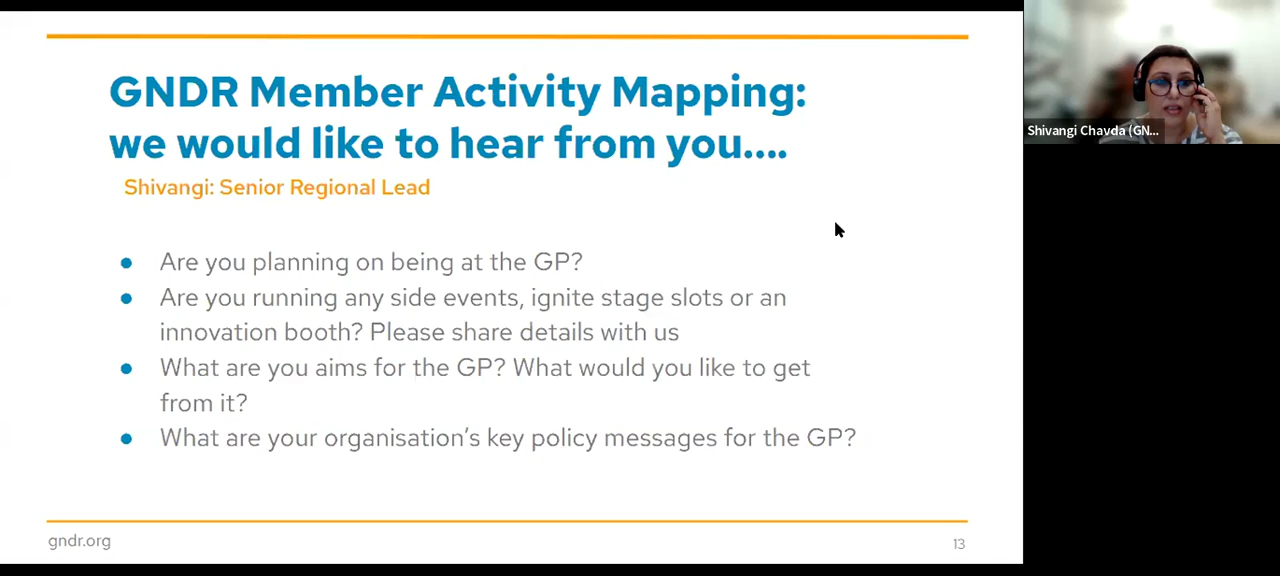 GNDR Member Activity Mapping:
we would like to hear from you....
Shivangi: Senior Regional Lead
Are you planning on being at the GP?
Are you running any side events, ignite stage slots or an
innovation booth? Please share details with us
What are you aims for the GP? What would you like to get
from it?
What are your organisation's key policy messages for the GP?
gndr.org
13
Shivangi Chavda (GN...